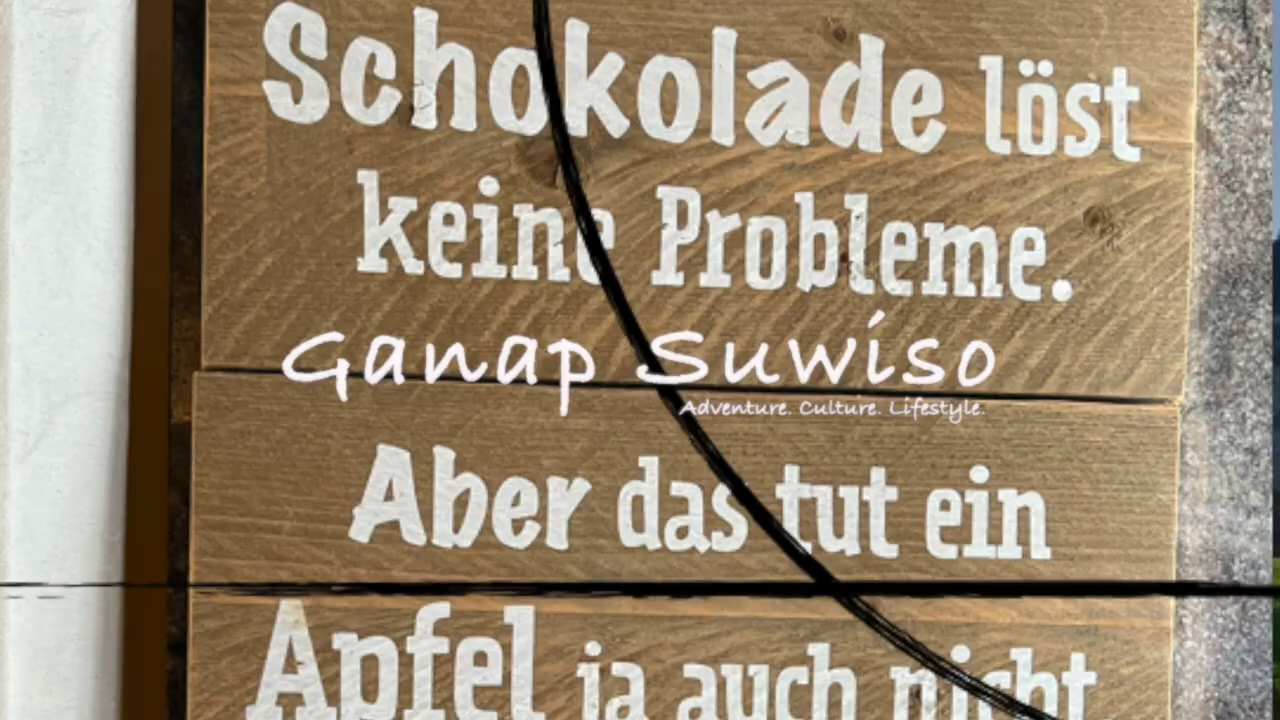 Schokolade löst
keine Probleme.
Ganap Suwiso
Adventure. Culture. Lifestyle.
Aber das tut ein
Apfel ja auch nicht